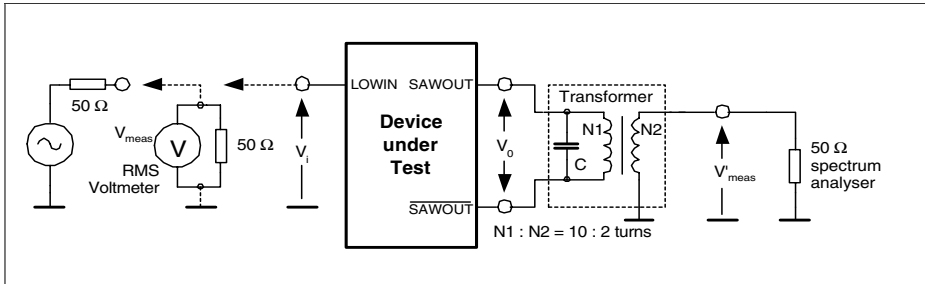 50 Ω
V meas
RMS
Voltmeter
V
50 Ω
Vi
LOWIN
SAWOUT
Device
under
Test
SAWOUT
V0
Transformer
N1
N2
C
N1 : N2 = 10 : 2 turns
V'meas
50 Ω
spectrum
analyser